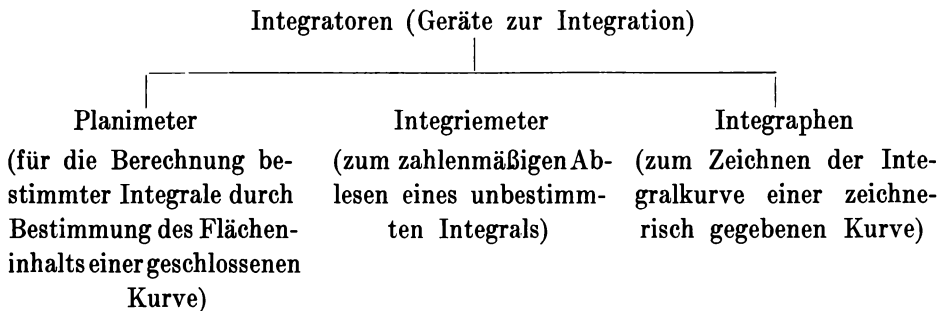 Integratoren (Geräte zur Integration)
Planimeter
(für die Berechnung be-
stimmter Integrale durch
Bestimmung des Flächen-
inhalts einer geschlossenen
Kurve)
Integriemeter
(zum zahlenmäßigen Ab-
lesen eines unbestimm-
ten Integrals)
Integraphen
(zum Zeichnen der Inte-
gralkurve einer zeichne-
risch gegebenen Kurve)